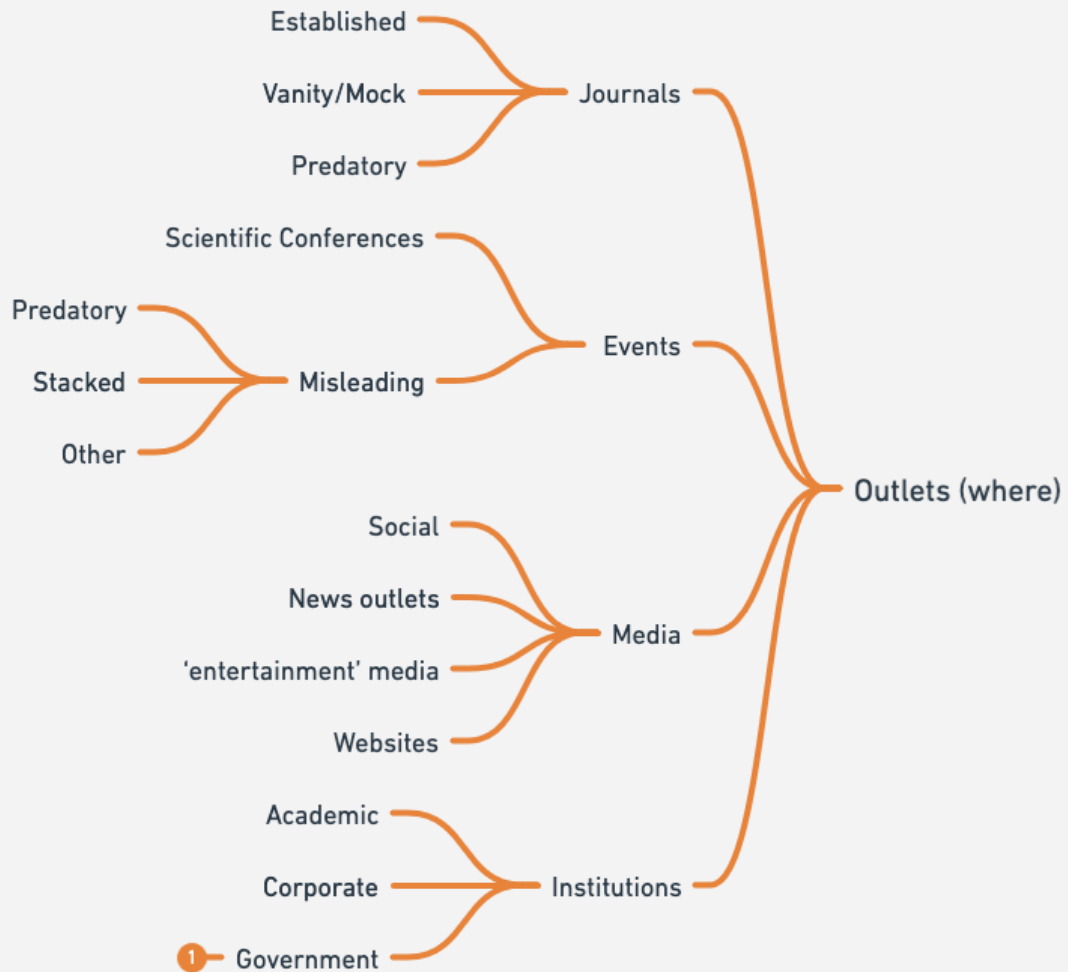 Established
Vanity/Mock
Journals
Predatory
Scientific Conferences
Predatory
Events
Stacked
Misleading
Other
Outlets (where)
Social
News outlets
Media
‘entertainment’ media
Websites
Academic
Corporate
Institutions
1
Government